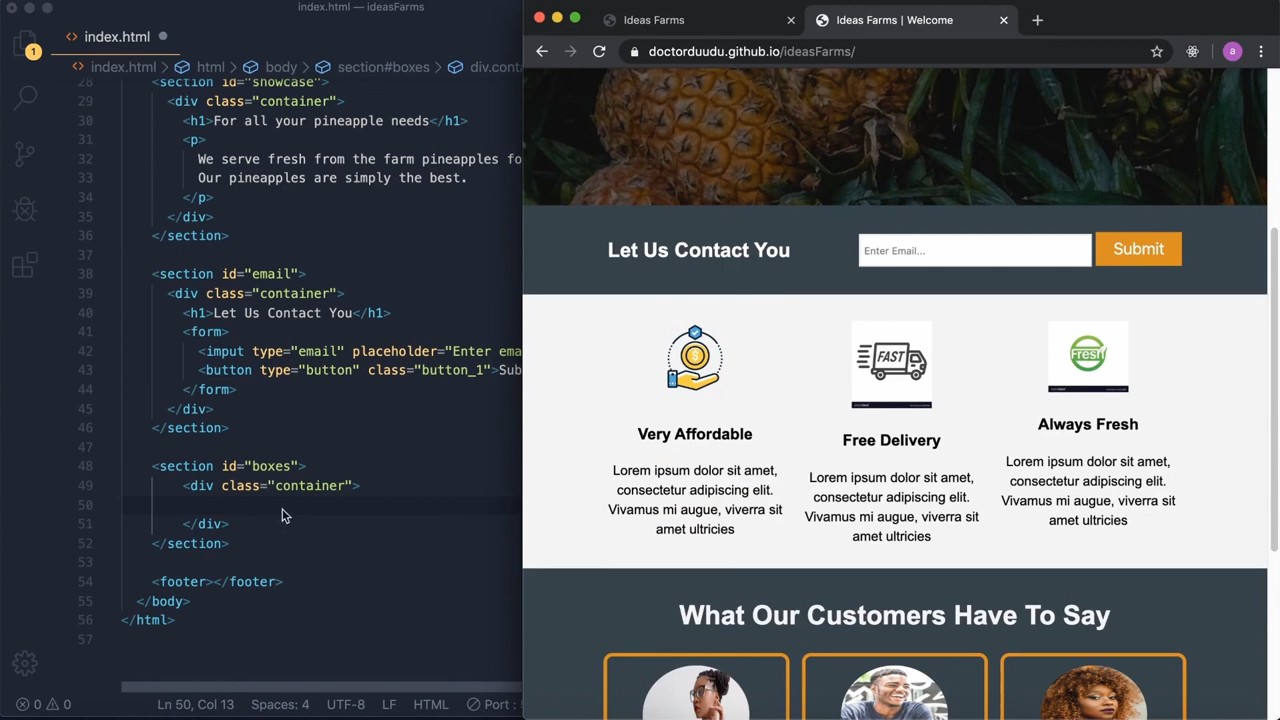 index.html — ideasFarms
index.html
index.html
html
body
section#boxes
div.conta
1
28 <section id="showcase">
29 <div class="container">
30 <h1>For all your pineapple needs</h1>
31 <p>
32 We serve fresh from the farm pineapples fo
33 Our pineapples are simply the best.
34 </p>
35 </div>
36 </section>
37
38 <section id="email">
39 <div class="container">
40 <h1>Let Us Contact You</h1>
41 <form>
42 <imput type="email" placeholder="Enter ema
43 <button type="button" class="button_1">Sub
44 </form>
45 </div>
46 </section>
47
48 <section id="boxes">
49 <div class="container">
50
51 </div>
52 </section>
53
54 <footer></footer>
55 </body>
56 </html>
57
0 0 Ln 50, Col 13 Spaces: 4 UTF-8 LF HTML Port :
Ideas Farms
Ideas Farms | Welcome
doctorduudu.github.io/ideasFarms/
a
Let Us Contact You
Enter Email...
Submit
FAST
Fresh
Very Affordable
Free Delivery
Always Fresh
Lorem ipsum dolor sit amet,
consectetur adipiscing elit.
Vivamus mi augue, viverra sit
amet ultricies
Lorem ipsum dolor sit amet,
consectetur adipiscing elit.
Vivamus mi augue, viverra sit
amet ultricies
Lorem ipsum dolor sit amet,
consectetur adipiscing elit.
Vivamus mi augue, viverra sit
amet ultricies
What Our Customers Have To Say